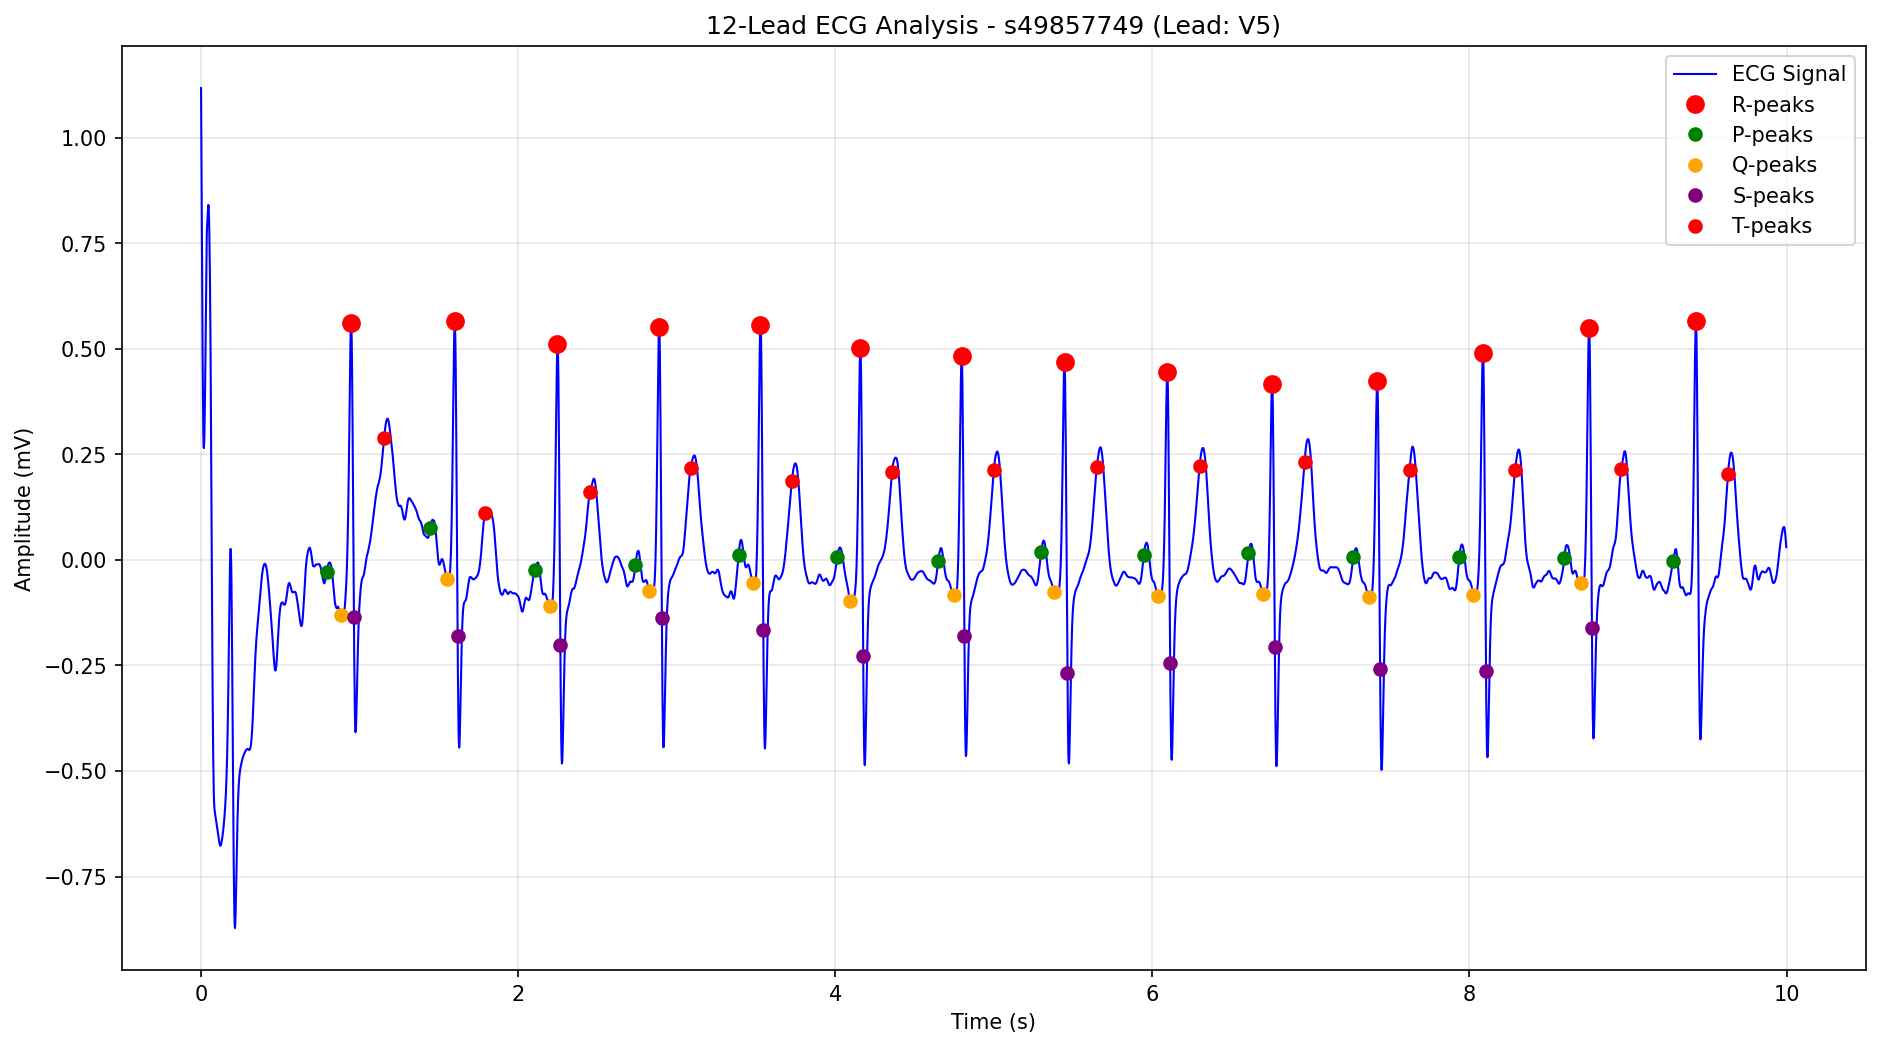 12-Lead ECG Analysis - s49857749 (Lead: V5)
ECG Signal
R-peaks
P-peaks
Q-peaks
S-peaks
T-peaks
Amplitude (mV)
1.00
0.75
0.50
0.25
0.00
−0.25
−0.50
−0.75
0
2
4
6
8
10
Time (s)